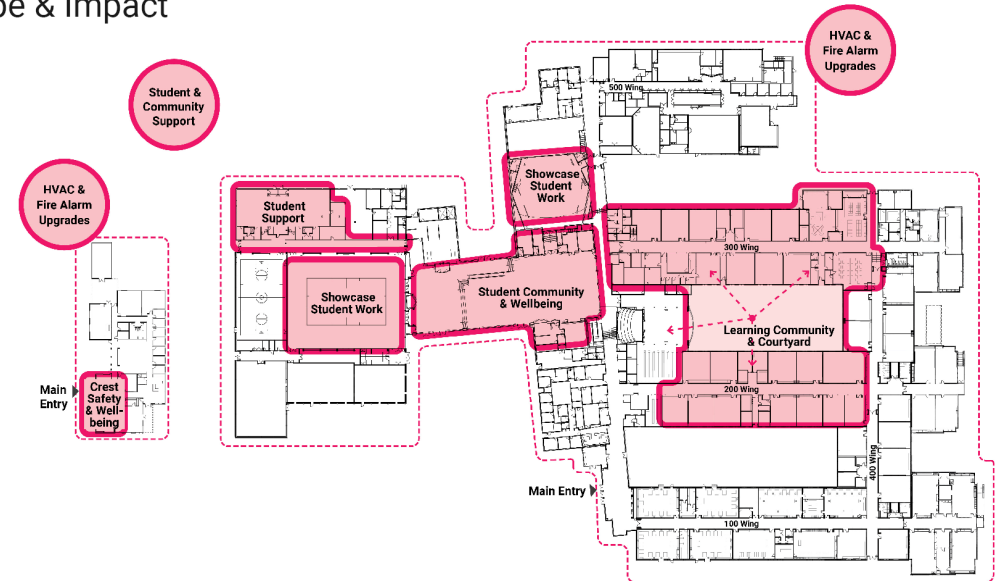 pe & Impact
HVAC &
Fire Alarm
Upgrades
Student &
Community
Support
HVAC &
Fire Alarm
Upgrades
500 Wing
Showcase
Student
Work
Student
Support
300 Wing
Showcase
Student Work
Student Community
& Wellbeing
Learning Community
& Courtyard
Main
Entry
Crest
Safety
& Well-
being
200 Wing
400 Wing
Main Entry
100 Wing